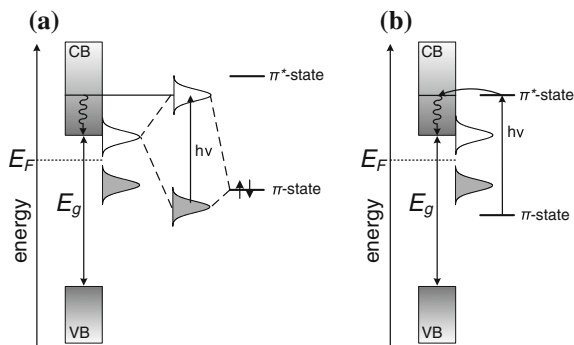 (a)
CB
π*-state
hν
E_F
π-state
E_g
energy
VB
(b)
CB
π*-state
hν
E_F
E_g
π-state
energy
VB